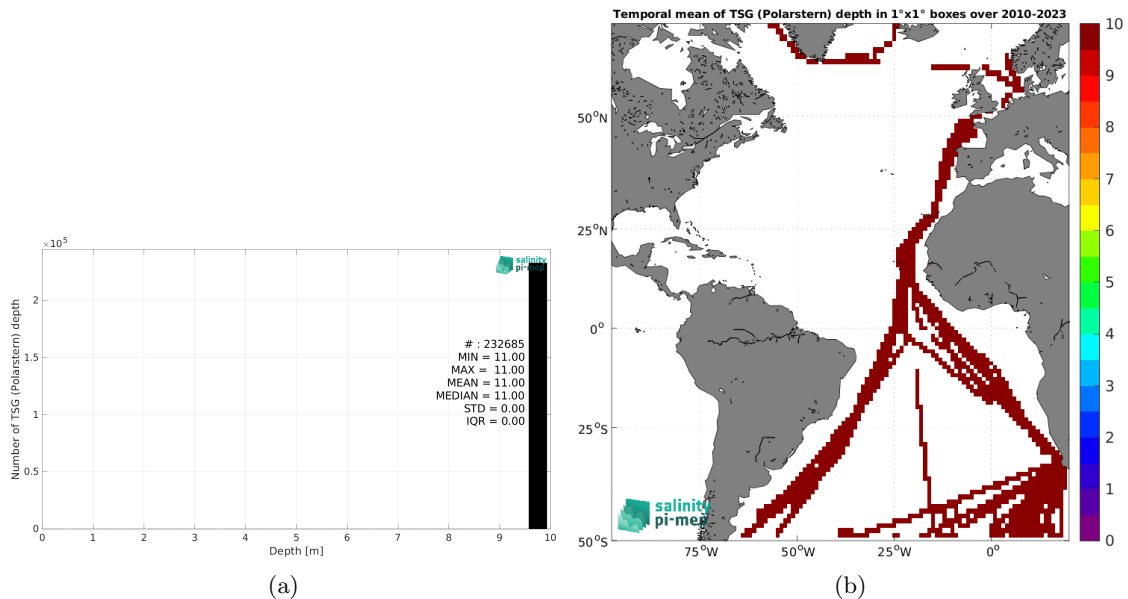 ×10⁵
2
1.5
1
0.5
0
Number of TSG (Polarstern) depth
salinity
pi-mep
# : 232685
MIN = 11.00
MAX =  11.00
MEAN = 11.00
MEDIAN = 11.00
STD = 0.00
IQR = 0.00
0 1 2 3 4 5 6 7 8 9 10
Depth [m]
(a)
Temporal mean of TSG (Polarstern) depth in 1°x1° boxes over 2010-2023
50°N
25°N
0°
25°S
50°S
75°W 50°W 25°W 0°
salinity
pi-mep
10
9
8
7
6
5
4
3
2
1
0
(b)